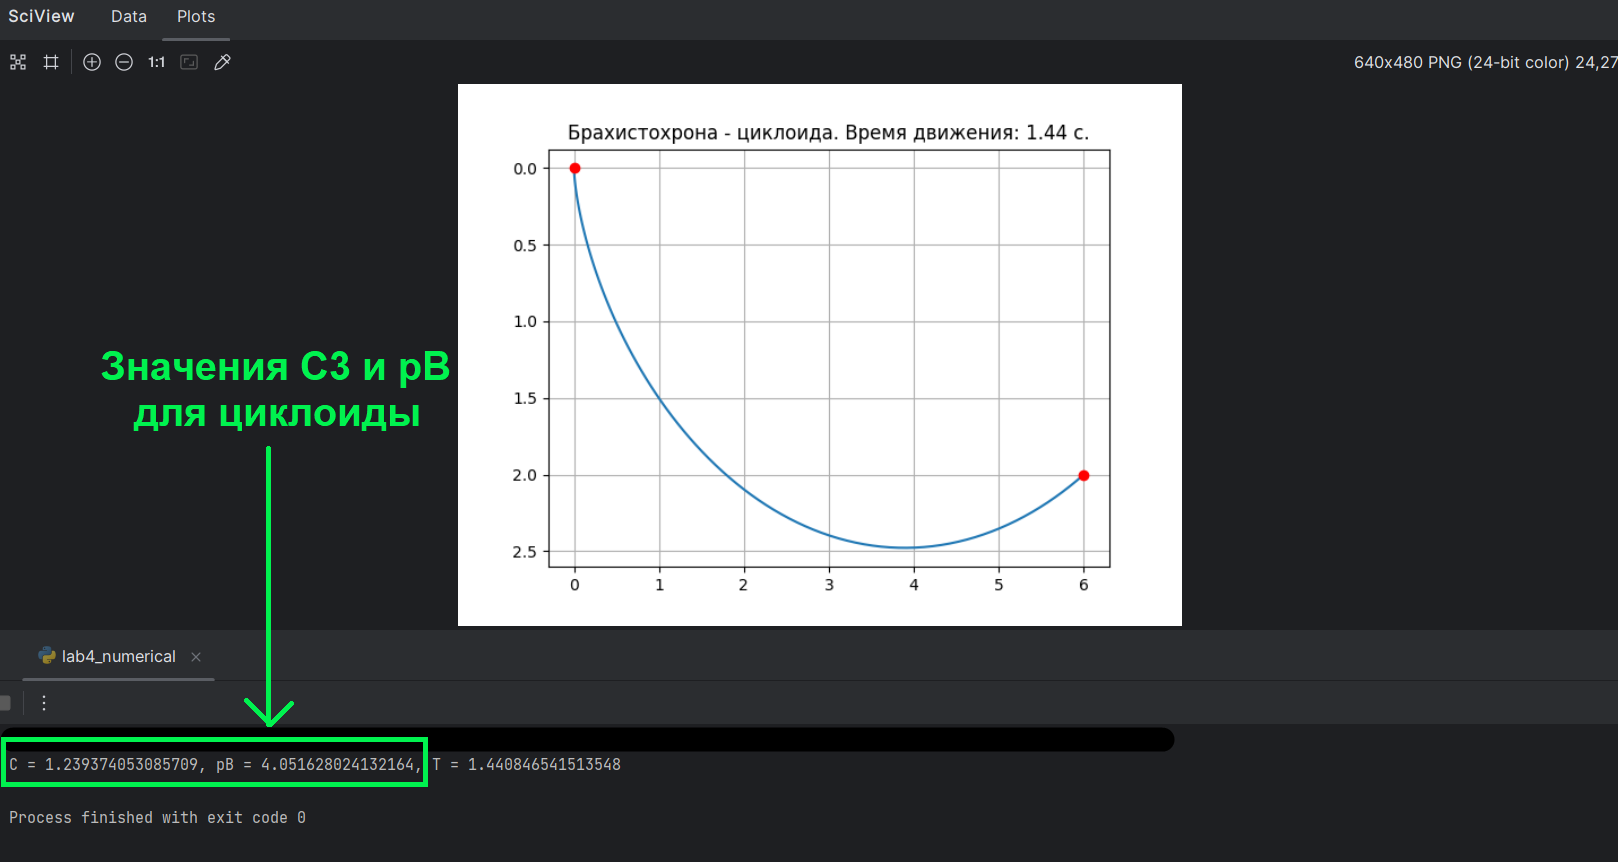 SciView Data Plots
1:1 640x480 PNG (24-bit color) 24,27
Брахистохрона - циклоида. Время движения: 1.44 с.
0.0
0.5
1.0
1.5
2.0
2.5
0 1 2 3 4 5 6
Значения С3 и рВ
для циклоиды
lab4_numerical
C = 1.239374053085709, pB = 4.051628024132164, T = 1.440846541513548
Process finished with exit code 0